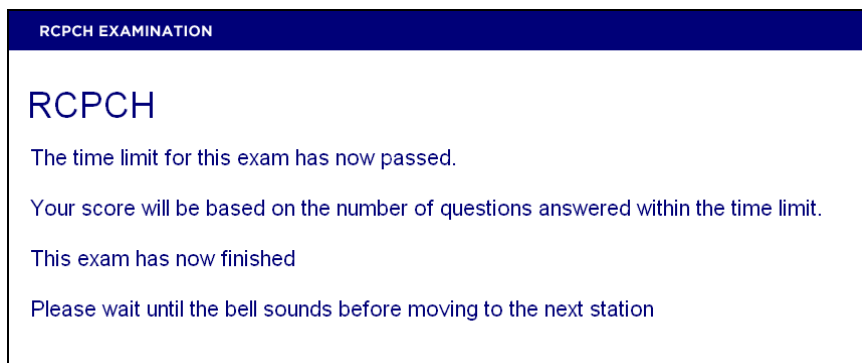 RCPCH EXAMINATION
RCPCH
The time limit for this exam has now passed.
Your score will be based on the number of questions answered within the time limit.
This exam has now finished
Please wait until the bell sounds before moving to the next station